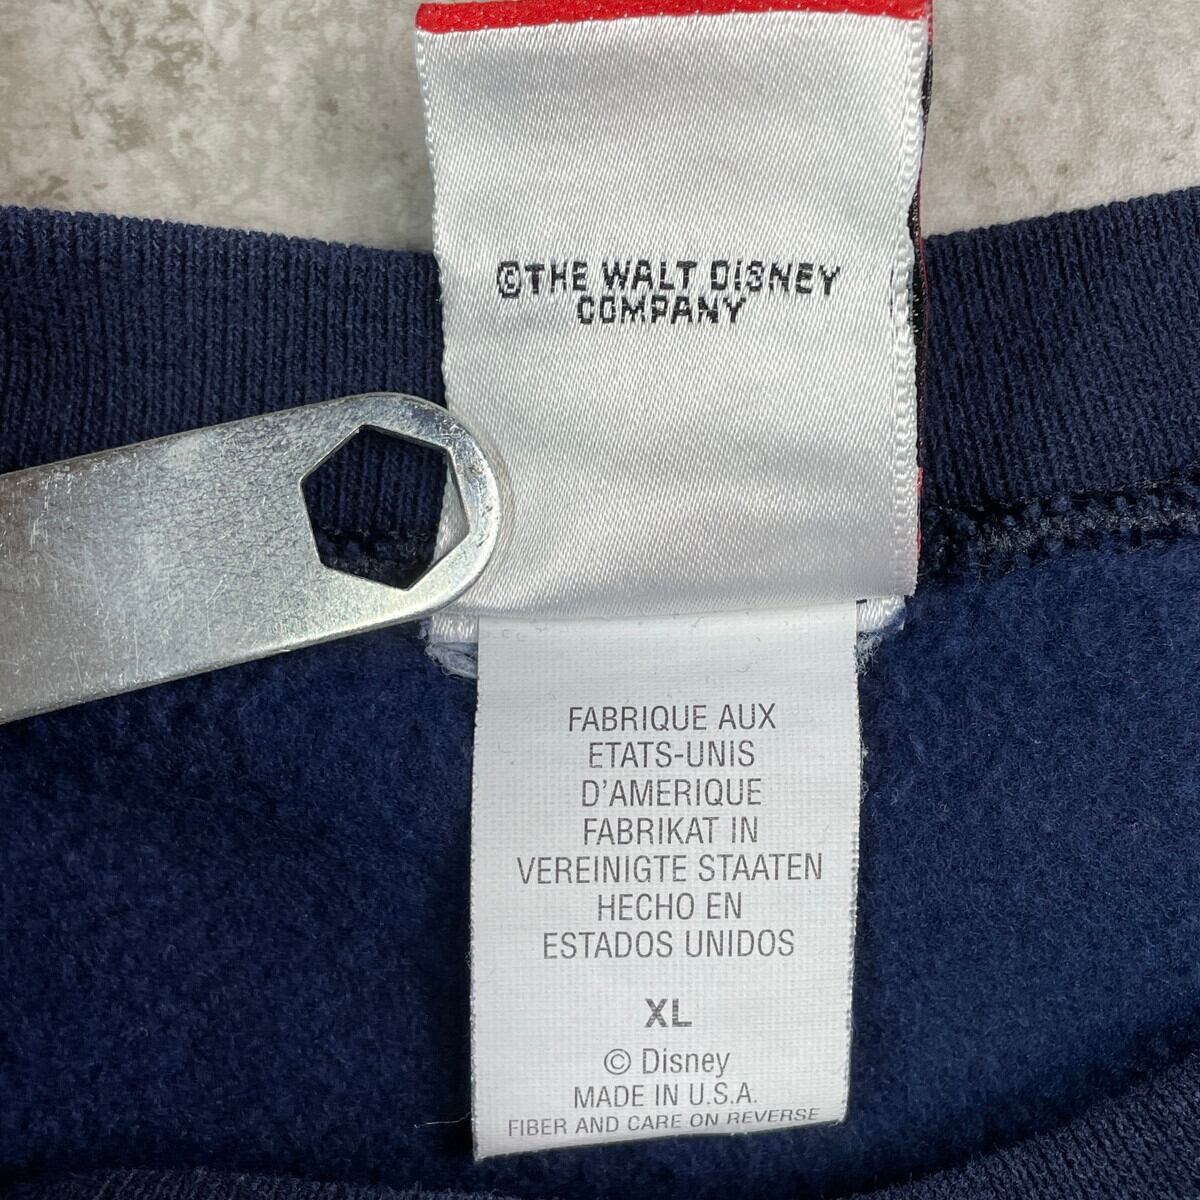 ©THE WALT DISNEY
COMPANY
FABRIQUE AUX
ETATS-UNIS
D'AMERIQUE
FABRIKAT IN
VEREINIGTE STAATEN
HECHO EN
ESTADOS UNIDOS
XL
© Disney
MADE IN U.S.A.
FIBER AND CARE ON REVERSE